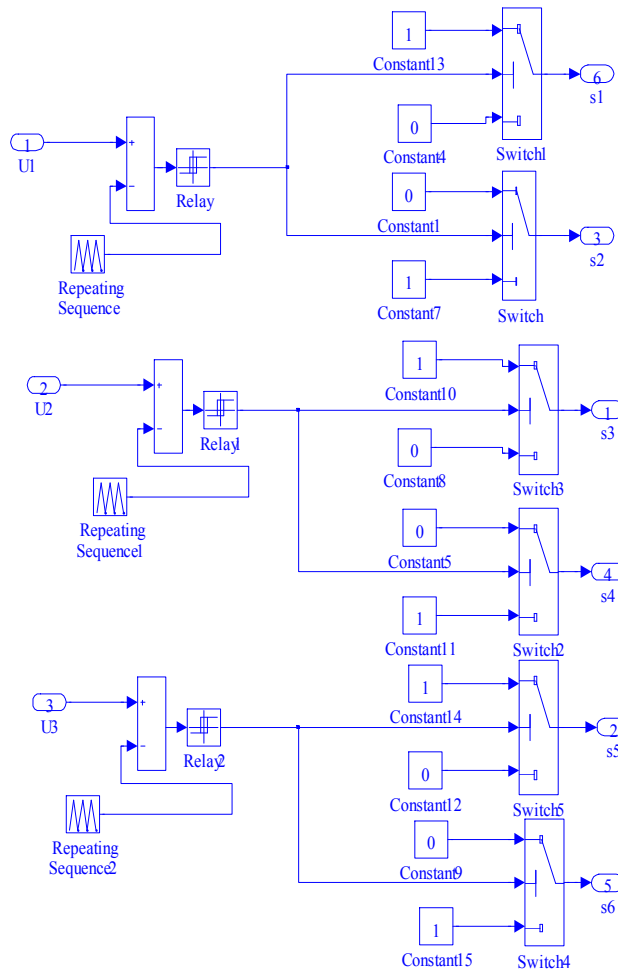 1
Constant13
6
s1
1
U1
+
−
Relay
0
Constant4
Switch1
0
Constant1
3
s2
Repeating
Sequence
1
Constant7
Switch
1
Constant10
2
U2
+
−
Relay1
1
s3
0
Constant8
Switch3
Repeating
Sequence1
0
Constant5
4
s4
1
Constant11
Switch2
3
U3
+
−
Relay2
1
Constant14
2
s5
0
Constant12
Switch5
Repeating
Sequence2
0
Constant9
5
s6
1
Constant15
Switch4